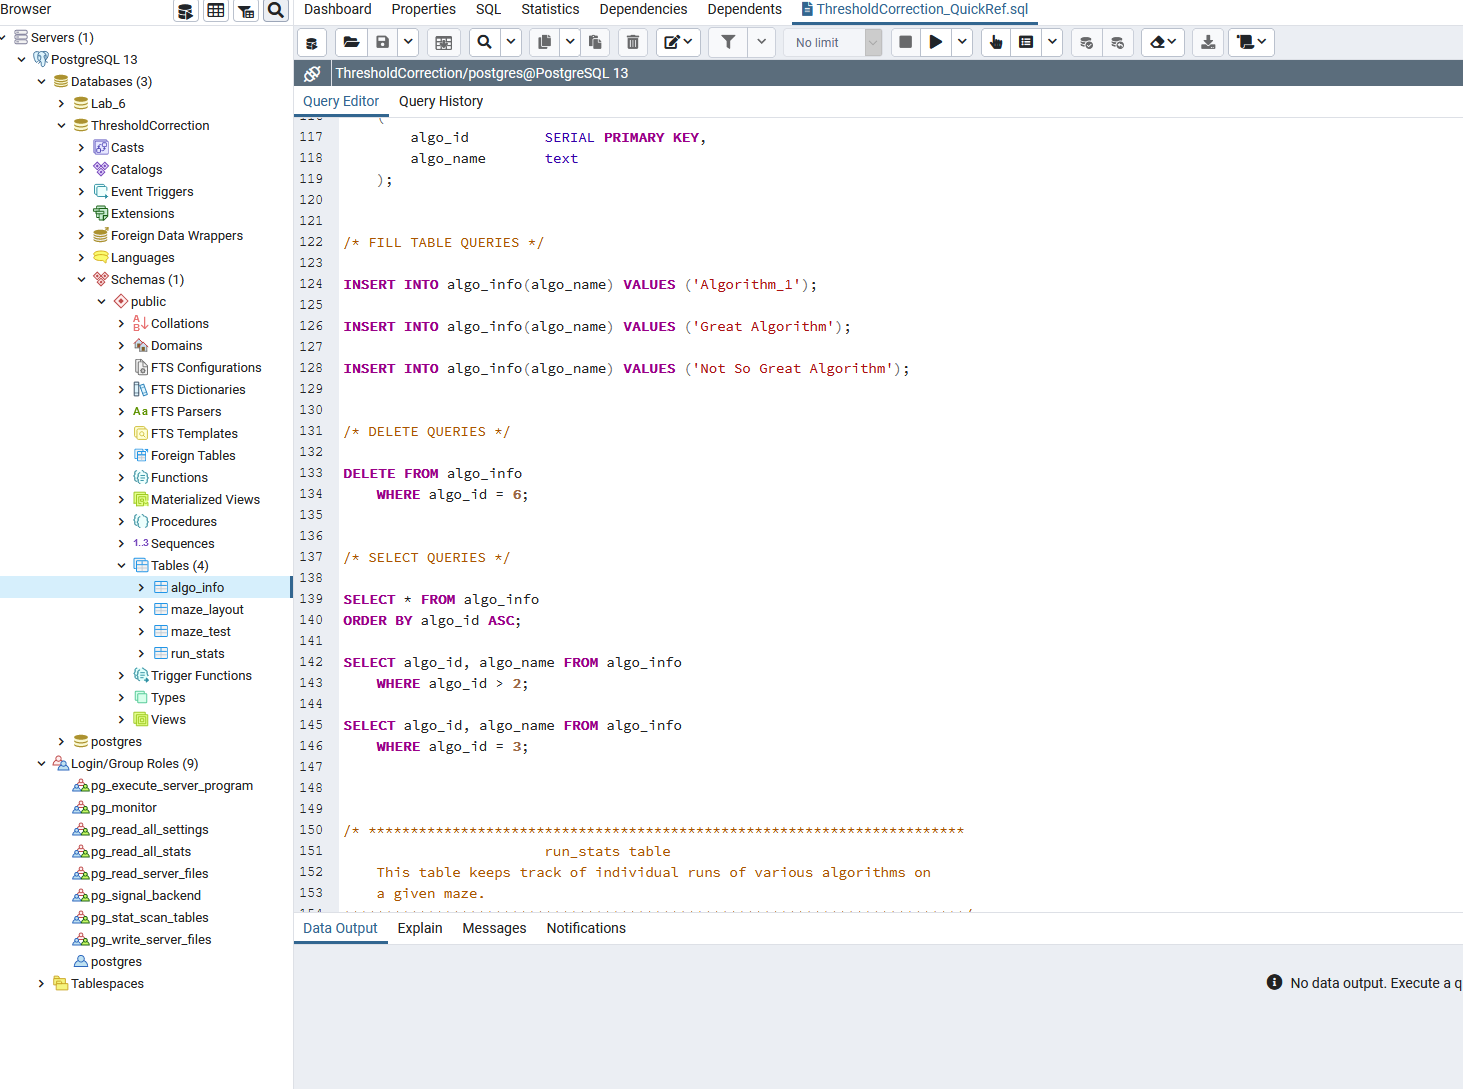 Browser
Dashboard Properties SQL Statistics Dependencies Dependents ThresholdCorrection_QuickRef.sql
No limit
ThresholdCorrection/postgres@PostgreSQL 13
Query Editor Query History
Servers (1)
PostgreSQL 13
Databases (3)
Lab_6
ThresholdCorrection
Casts
Catalogs
Event Triggers
Extensions
Foreign Data Wrappers
Languages
Schemas (1)
public
Collations
Domains
FTS Configurations
FTS Dictionaries
Aa FTS Parsers
FTS Templates
Foreign Tables
Functions
Materialized Views
Procedures
1..3 Sequences
Tables (4)
algo_info
maze_layout
maze_test
run_stats
Trigger Functions
Types
Views
postgres
Login/Group Roles (9)
pg_execute_server_program
pg_monitor
pg_read_all_settings
pg_read_all_stats
pg_read_server_files
pg_signal_backend
pg_stat_scan_tables
pg_write_server_files
postgres
Tablespaces
116 (
117 algo_id SERIAL PRIMARY KEY,
118 algo_name text
119 );
120
121
122 /* FILL TABLE QUERIES */
123
124 INSERT INTO algo_info(algo_name) VALUES ('Algorithm_1');
125
126 INSERT INTO algo_info(algo_name) VALUES ('Great Algorithm');
127
128 INSERT INTO algo_info(algo_name) VALUES ('Not So Great Algorithm');
129
130
131 /* DELETE QUERIES */
132
133 DELETE FROM algo_info
134 WHERE algo_id = 6;
135
136
137 /* SELECT QUERIES */
138
139 SELECT * FROM algo_info
140 ORDER BY algo_id ASC;
141
142 SELECT algo_id, algo_name FROM algo_info
143 WHERE algo_id > 2;
144
145 SELECT algo_id, algo_name FROM algo_info
146 WHERE algo_id = 3;
147
148
149
150 /* ***********************************************************************
151 run_stats table
152 This table keeps track of individual runs of various algorithms on
153 a given maze.
154
Data Output Explain Messages Notifications
No data output. Execute a q